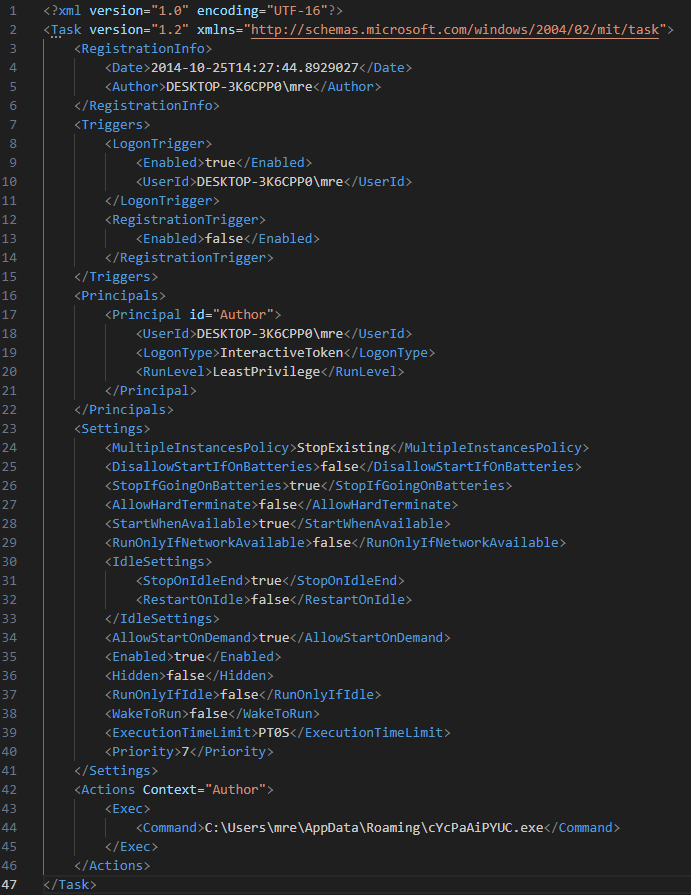 1 <?xml version="1.0" encoding="UTF-16"?>
2 <Task version="1.2" xmlns="http://schemas.microsoft.com/windows/2004/02/mit/task">
3     <RegistrationInfo>
4         <Date>2014-10-25T14:27:44.8929027</Date>
5         <Author>DESKTOP-3K6CPP0\mre</Author>
6     </RegistrationInfo>
7     <Triggers>
8         <LogonTrigger>
9             <Enabled>true</Enabled>
10             <UserId>DESKTOP-3K6CPP0\mre</UserId>
11         </LogonTrigger>
12         <RegistrationTrigger>
13             <Enabled>false</Enabled>
14         </RegistrationTrigger>
15     </Triggers>
16     <Principals>
17         <Principal id="Author">
18             <UserId>DESKTOP-3K6CPP0\mre</UserId>
19             <LogonType>InteractiveToken</LogonType>
20             <RunLevel>LeastPrivilege</RunLevel>
21         </Principal>
22     </Principals>
23     <Settings>
24         <MultipleInstancesPolicy>StopExisting</MultipleInstancesPolicy>
25         <DisallowStartIfOnBatteries>false</DisallowStartIfOnBatteries>
26         <StopIfGoingOnBatteries>true</StopIfGoingOnBatteries>
27         <AllowHardTerminate>false</AllowHardTerminate>
28         <StartWhenAvailable>true</StartWhenAvailable>
29         <RunOnlyIfNetworkAvailable>false</RunOnlyIfNetworkAvailable>
30         <IdleSettings>
31             <StopOnIdleEnd>true</StopOnIdleEnd>
32             <RestartOnIdle>false</RestartOnIdle>
33         </IdleSettings>
34         <AllowStartOnDemand>true</AllowStartOnDemand>
35         <Enabled>true</Enabled>
36         <Hidden>false</Hidden>
37         <RunOnlyIfIdle>false</RunOnlyIfIdle>
38         <WakeToRun>false</WakeToRun>
39         <ExecutionTimeLimit>PT0S</ExecutionTimeLimit>
40         <Priority>7</Priority>
41     </Settings>
42     <Actions Context="Author">
43         <Exec>
44             <Command>C:\Users\mre\AppData\Roaming\cYcPaAiPYUC.exe</Command>
45         </Exec>
46     </Actions>
47 </Task>